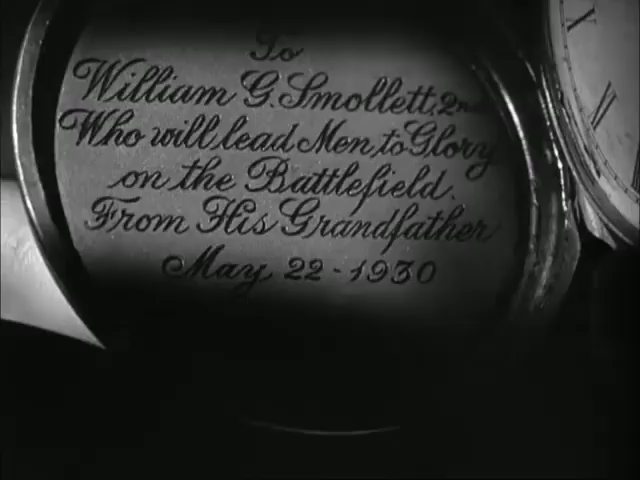 To
William G. Smollett, 2nd
Who will lead Men to Glory
on the Battlefield.
From His Grandfather
May 22 - 1930
X